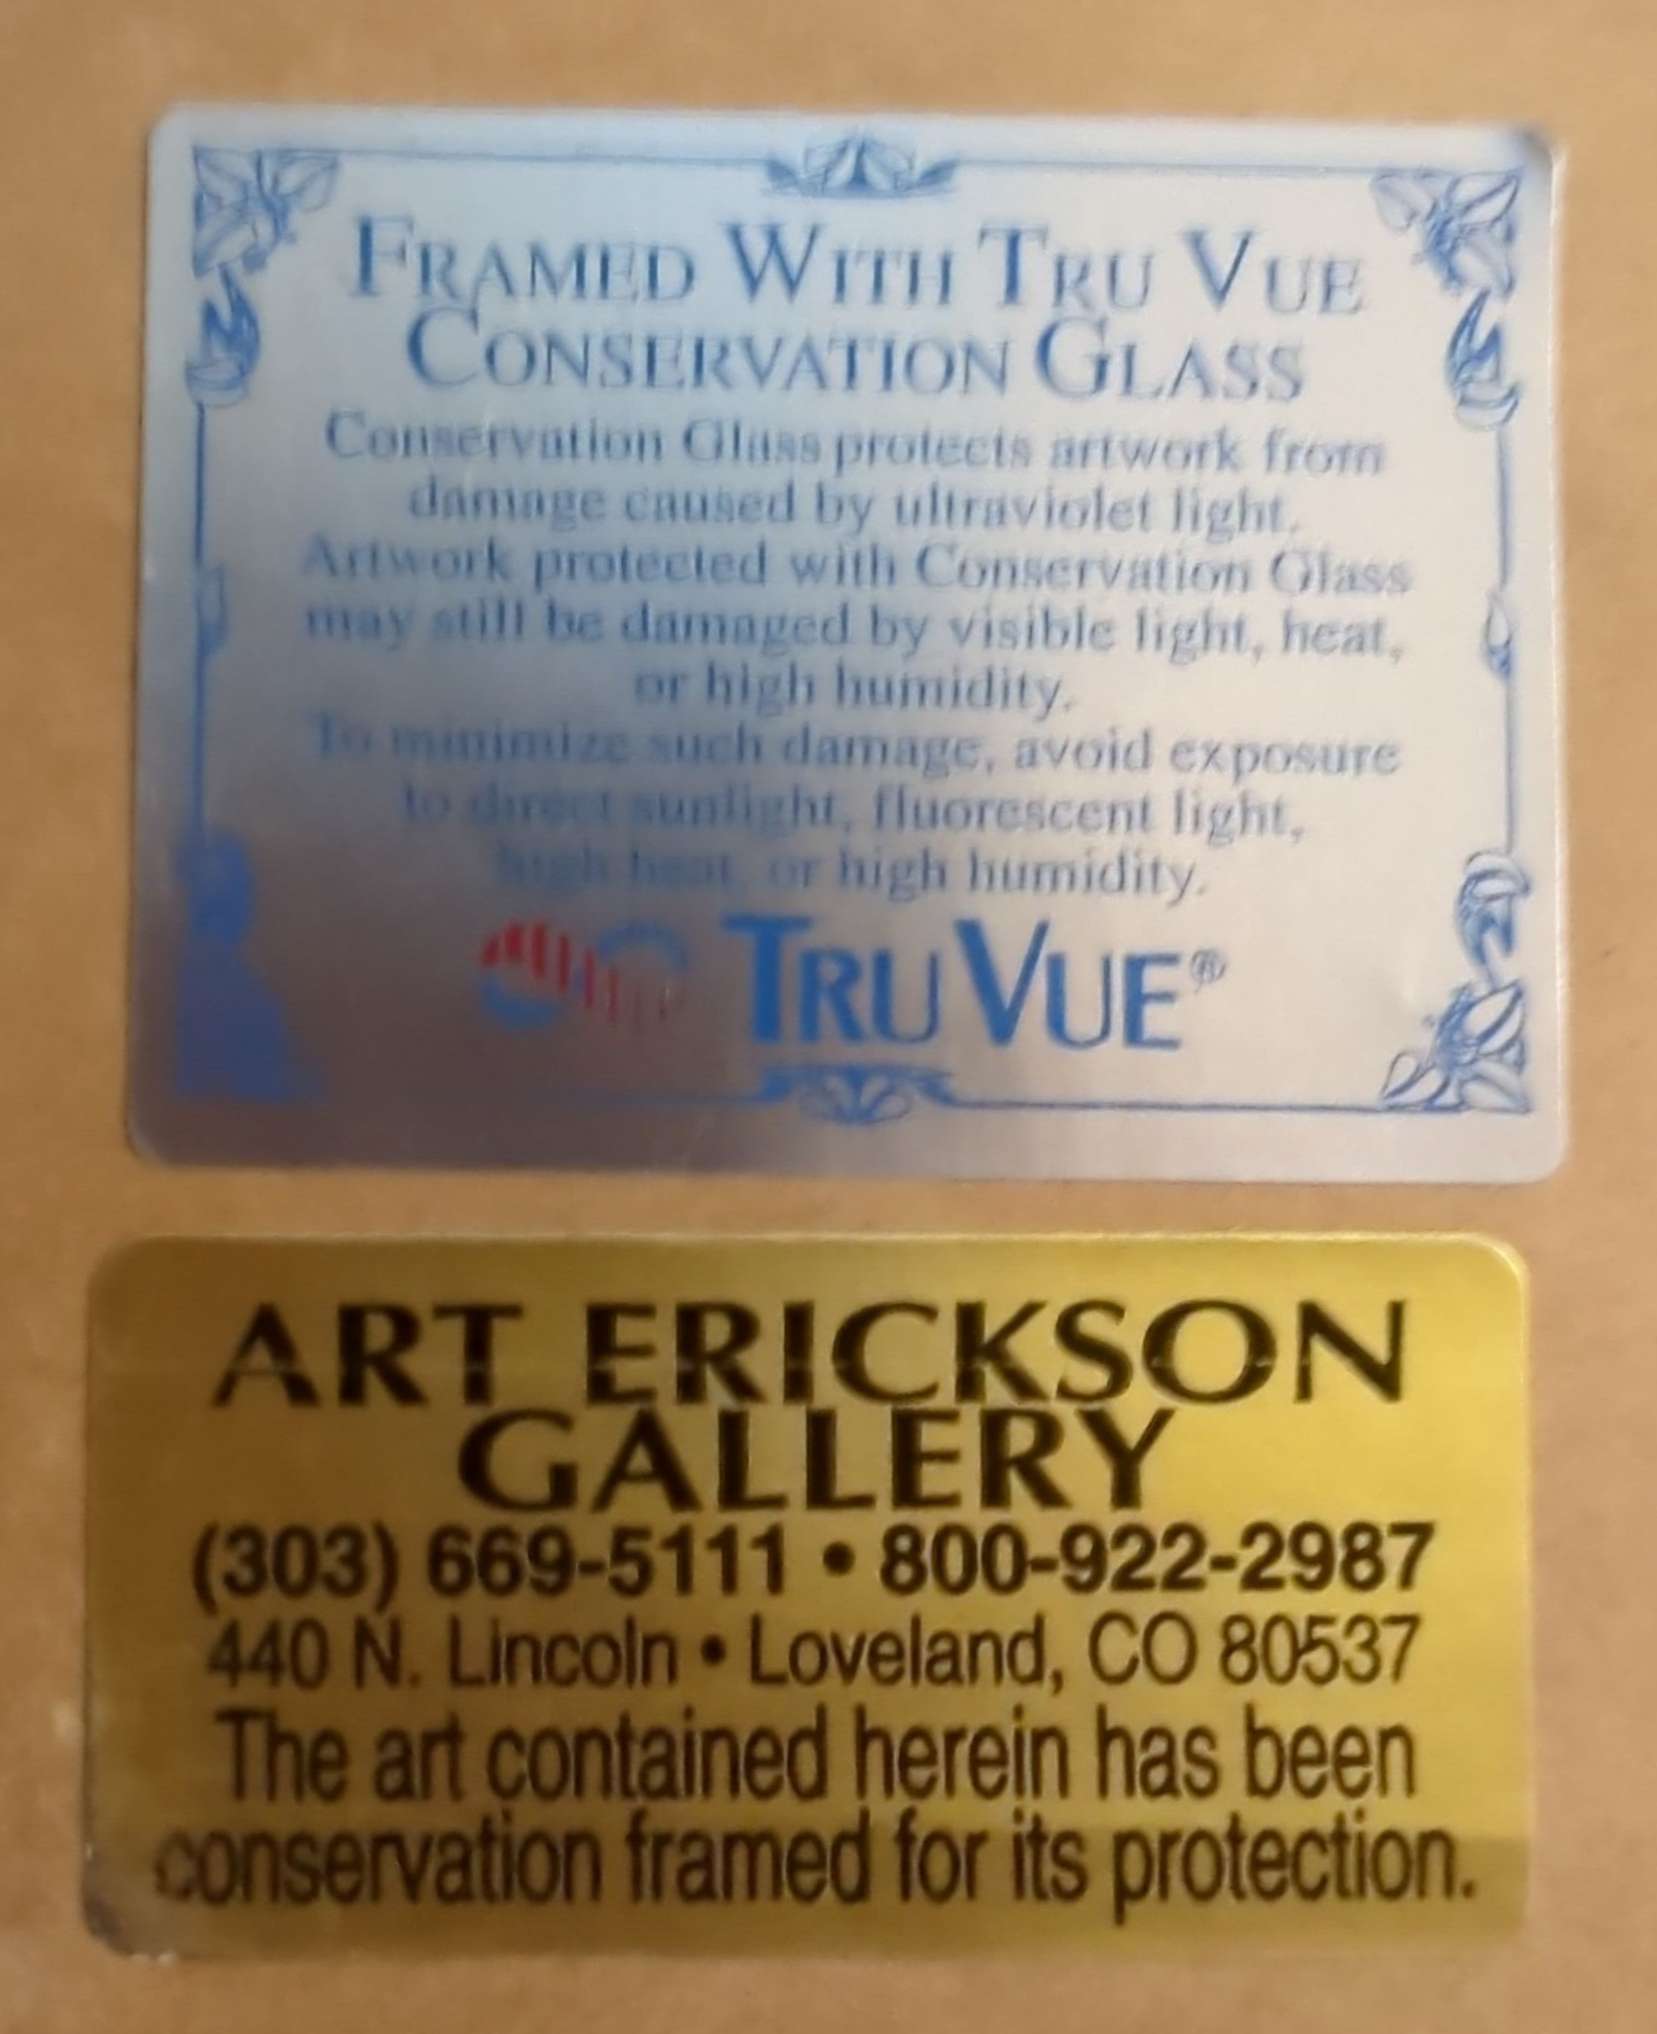 FRAMED WITH TRU VUE
CONSERVATION GLASS
Conservation Glass protects artwork from
damage caused by ultraviolet light.
Artwork protected with Conservation Glass
may still be damaged by visible light, heat,
or high humidity.
To minimize such damage, avoid exposure
to direct sunlight, fluorescent light,
high heat, or high humidity.
TRU VUE®
ART ERICKSON
GALLERY
(303) 669-5111 • 800-922-2987
440 N. Lincoln • Loveland, CO 80537
The art contained herein has been
conservation framed for its protection.